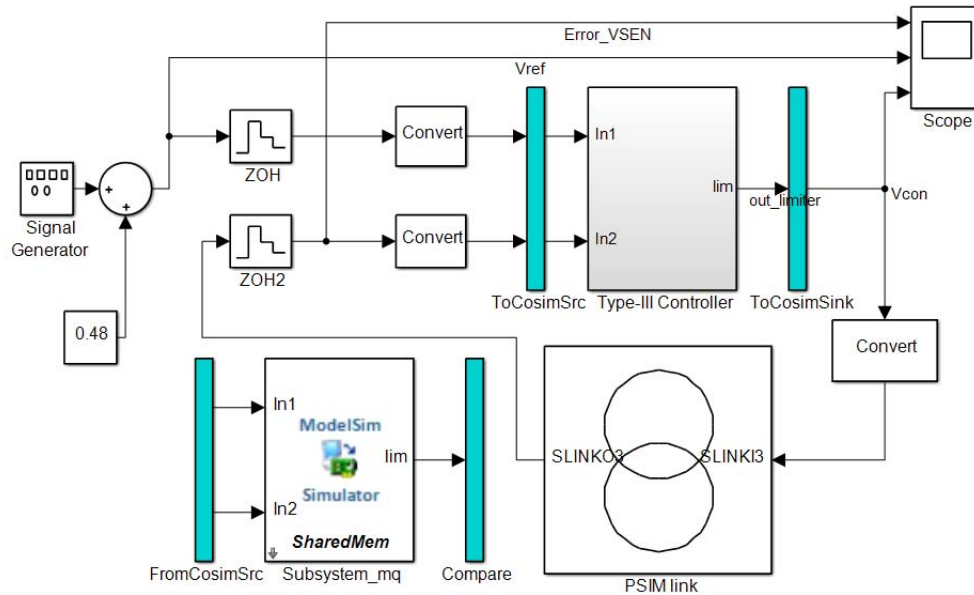 Error_VSEN
Scope
Vref
Convert
In1
ZOH
+
+
Signal
Generator
lim
out_limiter
Vcon
Convert
In2
ZOH2
ToCosimSrc
Type-III Controller
ToCosimSink
0.48
Convert
In1
ModelSim
lim
Simulator
In2
SharedMem
SLINKO3
SLINKI3
FromCosimSrc
Subsystem_mq
Compare
PSIM link